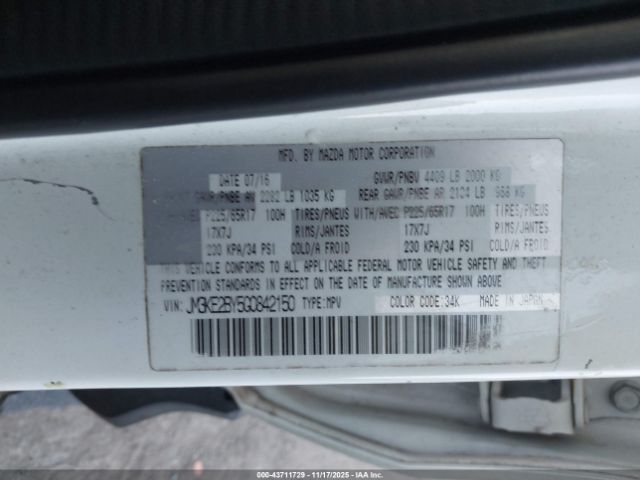 MFD. BY MAZDA MOTOR CORPORATION
DATE 07/16 GVWR/PNBV 4409 LB 2000 KG
GAWR/PNBE AV 2282 LB 1035 KG REAR GAWR/PNBE AR 2124 LB KG
P225/65R17 100H TIRES/PNEUS WITH/AVEC P225/65R17 100H TIRES/PNEUS
17X7J RIMS/JANTES 17X7J RIMS/JANTES
230 KPA/34 PSI COLD/A FROID 230 KPA/34 PSI COLD/A FROID
THIS VEHICLE CONFORMS TO ALL APPLICABLE FEDERAL MOTOR VEHICLE SAFETY AND THEFT
PREVENTION STANDARDS IN EFFECT ON THE DATE OF MANUFACTURE SHOWN ABOVE.
VIN: JM3KE2BY5G0842150 TYPE:MPV COLOR CODE:34K MADE IN JAPAN
© 2025 IAA, Inc.
000-43711729 11/17/2025 IAAI.COM